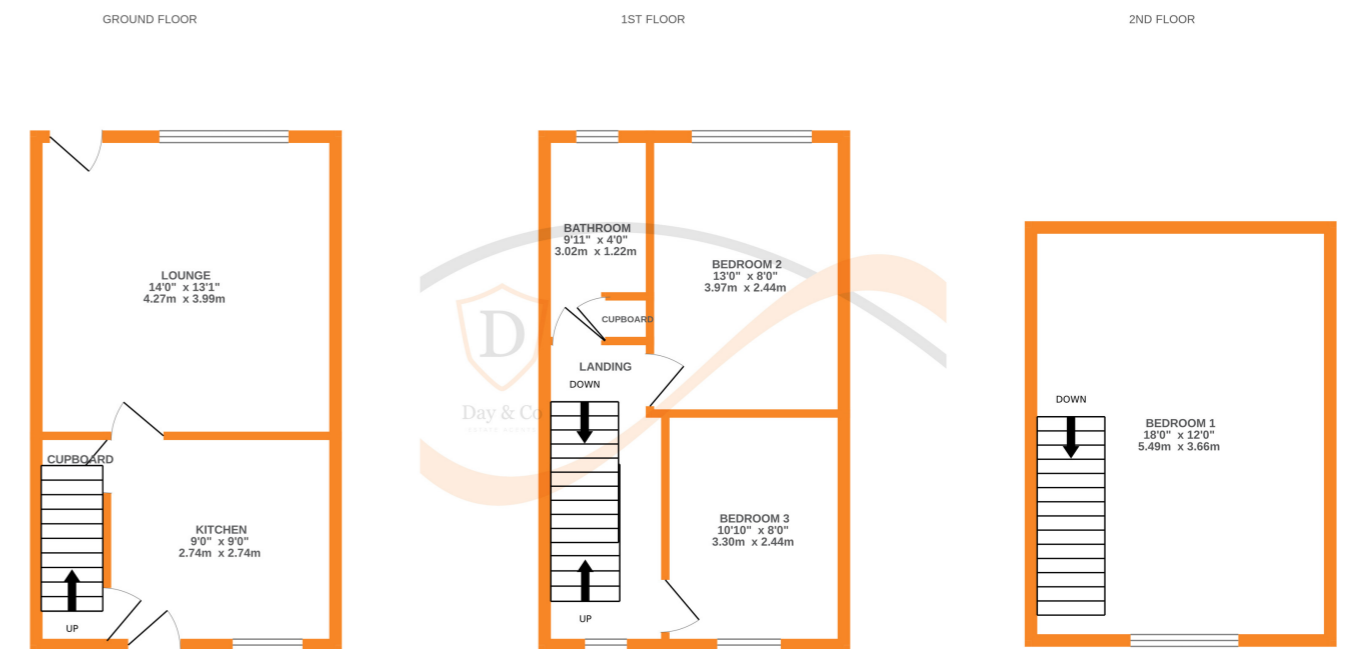 GROUND FLOOR
LOUNGE
14'0" x 13'1"
4.27m x 3.99m
CUPBOARD
KITCHEN
9'0" x 9'0"
2.74m x 2.74m
UP
1ST FLOOR
BATHROOM
9'11" x 4'0"
3.02m x 1.22m
BEDROOM 2
13'0" x 8'0"
3.97m x 2.44m
CUPBOARD
LANDING
DOWN
D
Day & Co
BEDROOM 3
10'10" x 8'0"
3.30m x 2.44m
UP
2ND FLOOR
DOWN
BEDROOM 1
18'0" x 12'0"
5.49m x 3.66m